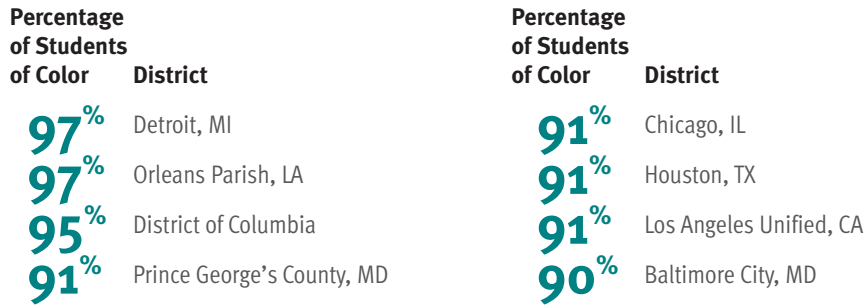 Percentage
of Students
of Color District
97% Detroit, MI
97% Orleans Parish, LA
95% District of Columbia
91% Prince George’s County, MD
Percentage
of Students
of Color District
91% Chicago, IL
91% Houston, TX
91% Los Angeles Unified, CA
90% Baltimore City, MD